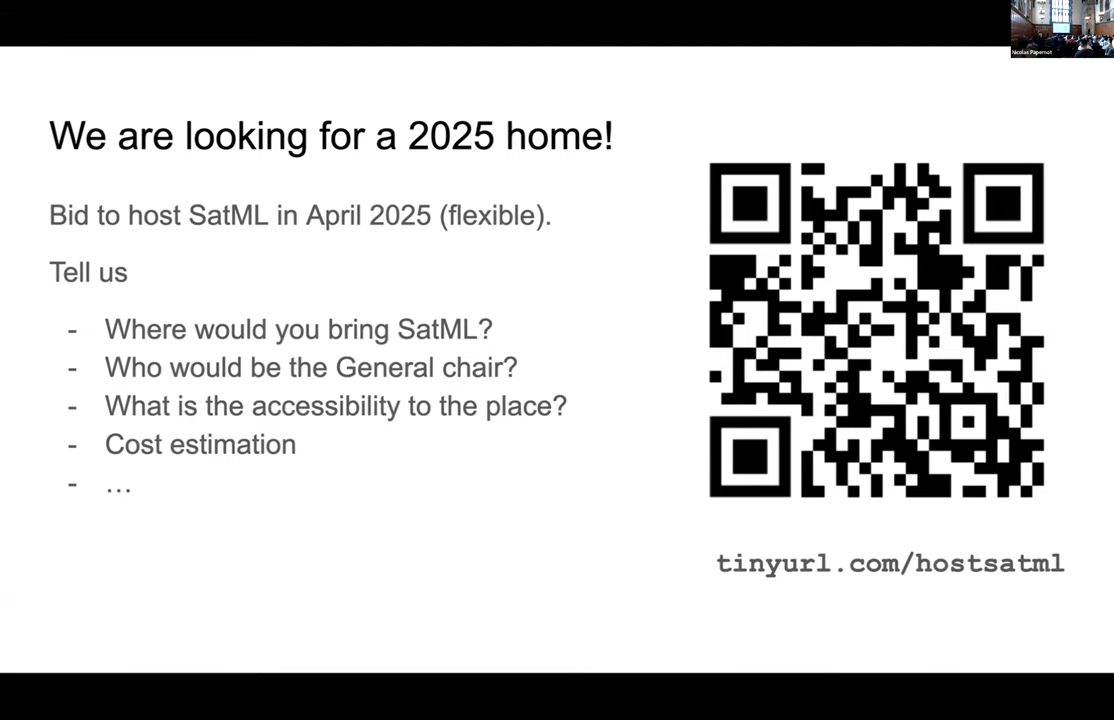 Nicolas Papernot
We are looking for a 2025 home!
Bid to host SatML in April 2025 (flexible).
Tell us
- Where would you bring SatML?
- Who would be the General chair?
- What is the accessibility to the place?
- Cost estimation
- …
tinyurl.com/hostsatml